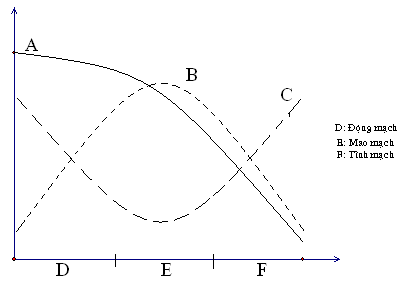 A
B
C
D: Động mạch
E: Mao mạch
F: Tĩnh mạch
D E F